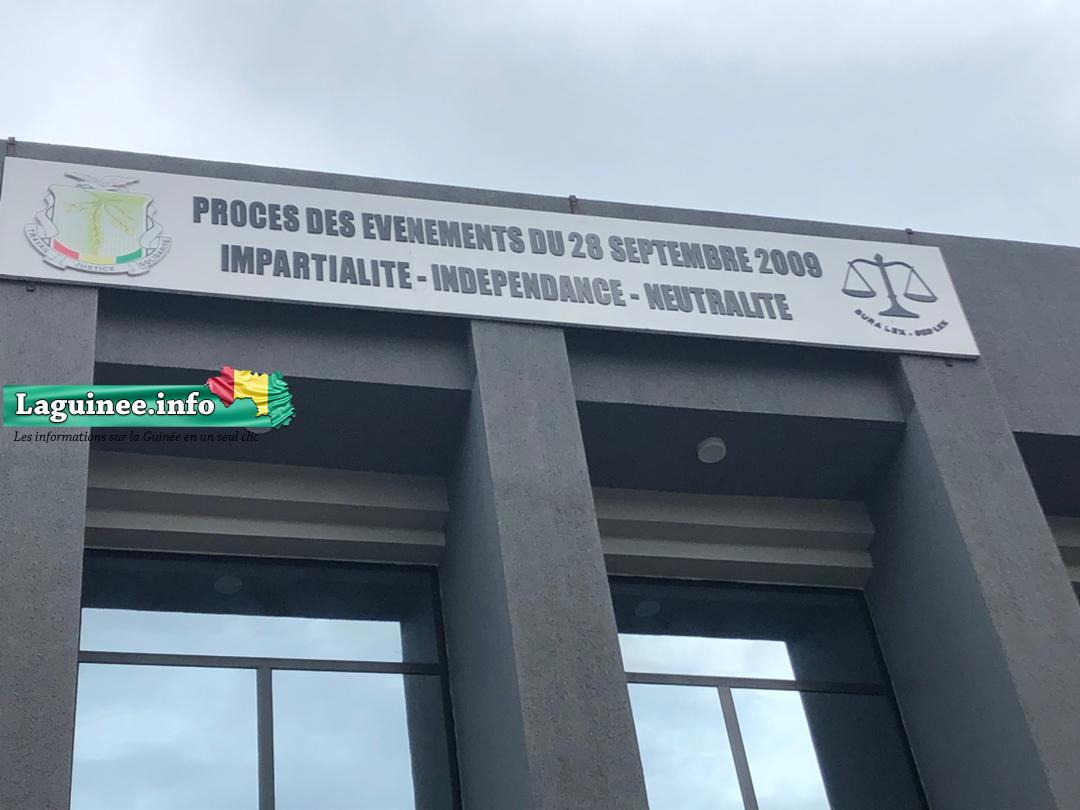 PROCES DES EVENEMENTS DU 28 SEPTEMBRE 2009
IMPARTIALITE - INDEPENDANCE - NEUTRALITE
TRAVAIL JUSTICE SOLIDARITE
DURA LEX - SED LEX
Laguinee.info
Les informations sur la Guinée en un seul clic